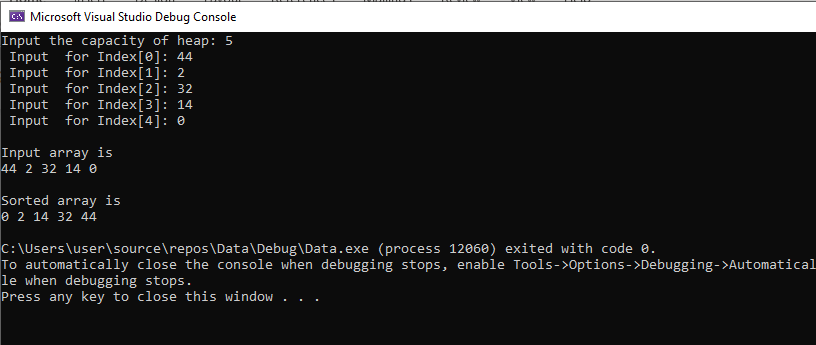 Microsoft Visual Studio Debug Console
Input the capacity of heap: 5
Input  for Index[0]: 44
Input  for Index[1]: 2
Input  for Index[2]: 32
Input  for Index[3]: 14
Input  for Index[4]: 0
Input array is
44 2 32 14 0
Sorted array is
0 2 14 32 44
C:\Users\user\source\repos\Data\Debug\Data.exe (process 12060) exited with code 0.
To automatically close the console when debugging stops, enable Tools->Options->Debugging->Automatical
le when debugging stops.
Press any key to close this window . . .